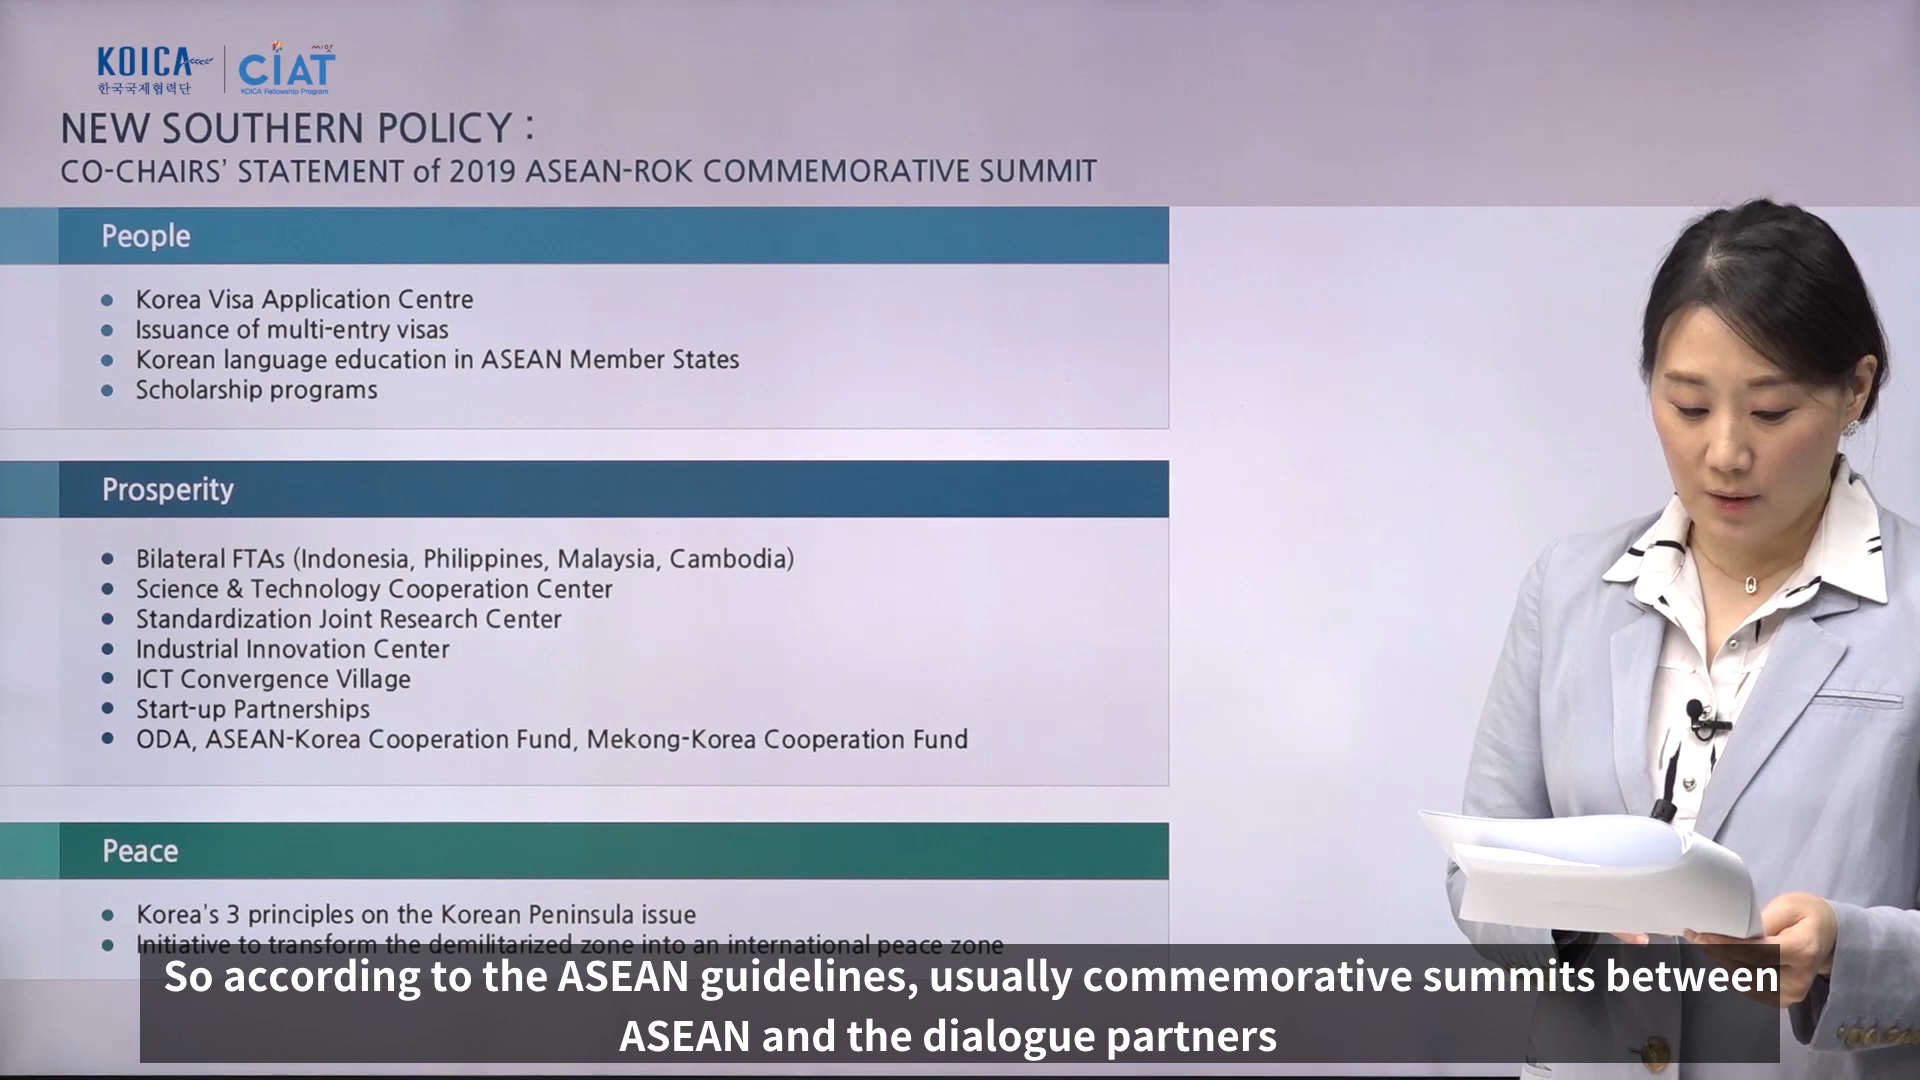 KOICA
한국국제협력단
씨앗
CIAT
KOICA Fellowship Program
NEW SOUTHERN POLICY :
CO-CHAIRS’ STATEMENT of 2019 ASEAN-ROK COMMEMORATIVE SUMMIT
People
• Korea Visa Application Centre
• Issuance of multi-entry visas
• Korean language education in ASEAN Member States
• Scholarship programs
Prosperity
• Bilateral FTAs (Indonesia, Philippines, Malaysia, Cambodia)
• Science & Technology Cooperation Center
• Standardization Joint Research Center
• Industrial Innovation Center
• ICT Convergence Village
• Start-up Partnerships
• ODA, ASEAN-Korea Cooperation Fund, Mekong-Korea Cooperation Fund
Peace
• Korea’s 3 principles on the Korean Peninsula issue
• Initiative to transform the demilitarized zone into an international peace zone
So according to the ASEAN guidelines, usually commemorative summits between
ASEAN and the dialogue partners